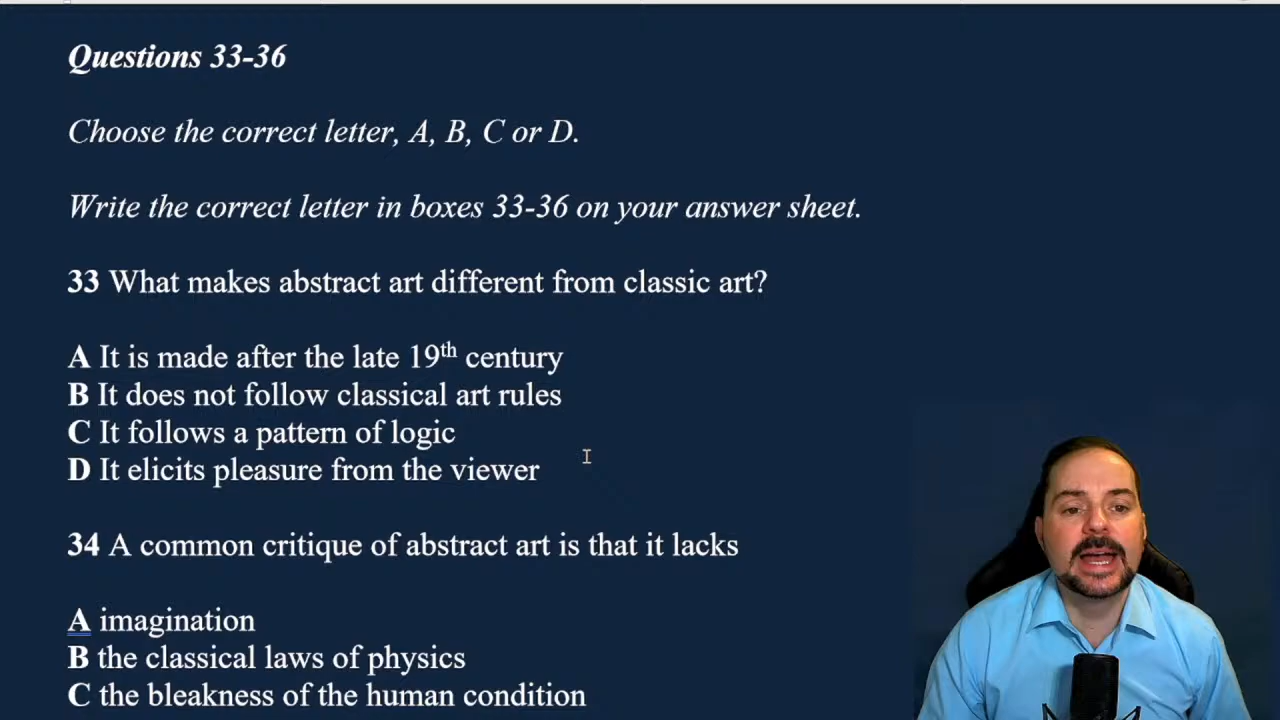 Questions 33-36
Choose the correct letter, A, B, C or D.
Write the correct letter in boxes 33-36 on your answer sheet.
33 What makes abstract art different from classic art?
A It is made after the late 19th century
B It does not follow classical art rules
C It follows a pattern of logic
D It elicits pleasure from the viewer
34 A common critique of abstract art is that it lacks
A imagination
B the classical laws of physics
C the bleakness of the human condition